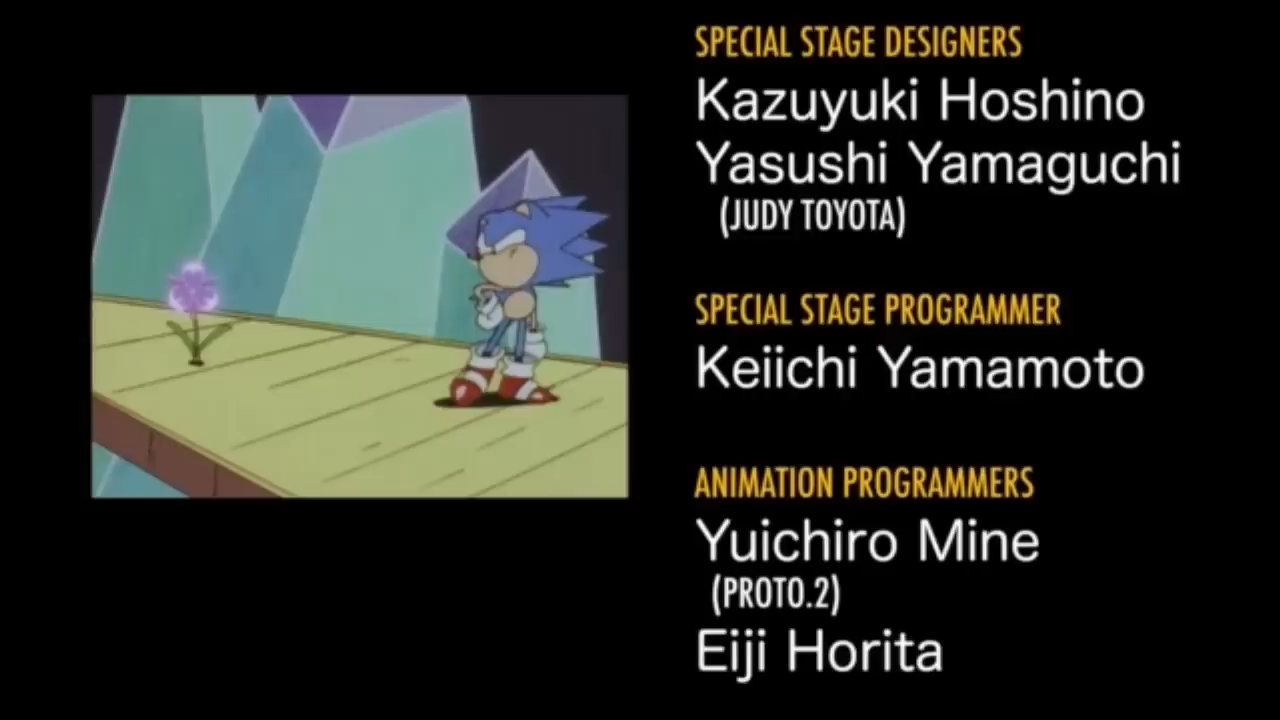 SPECIAL STAGE DESIGNERS
Kazuyuki Hoshino
Yasushi Yamaguchi
(JUDY TOYOTA)
SPECIAL STAGE PROGRAMMER
Keiichi Yamamoto
ANIMATION PROGRAMMERS
Yuichiro Mine
(PROTO.2)
Eiji Horita